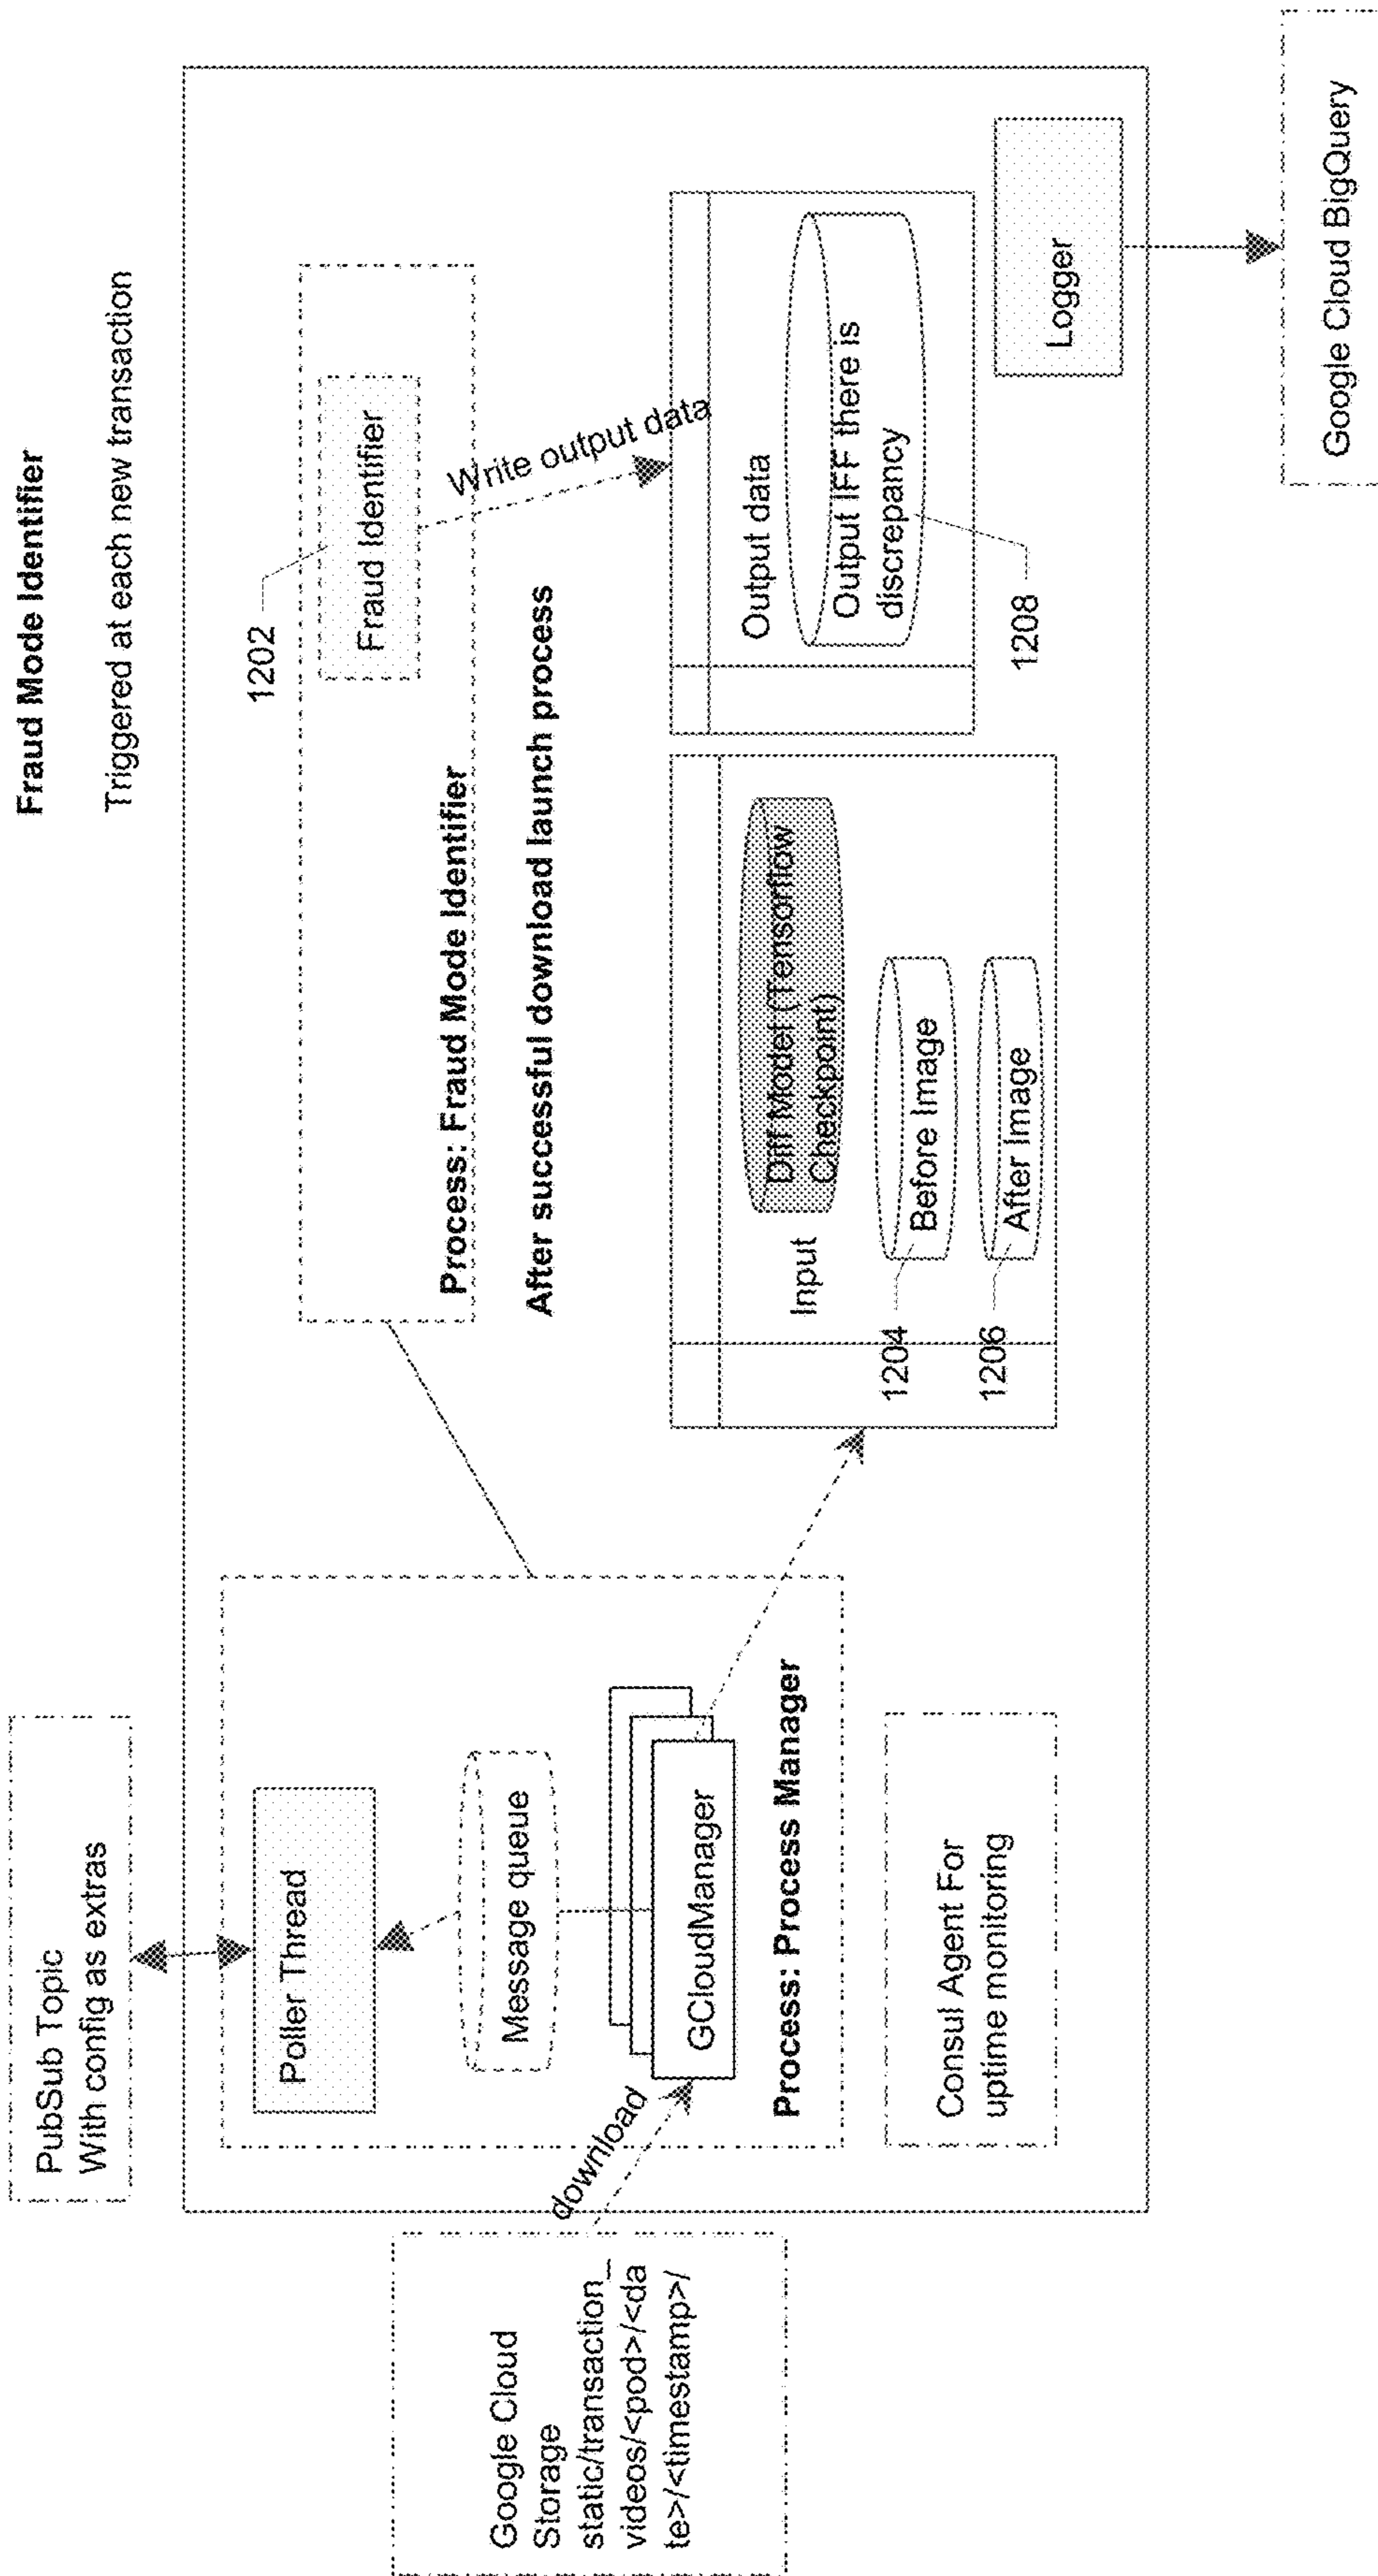 Fraud Mode Identifier
Triggered at each new transaction
PubSub Topic
With config as extras
Google Cloud
Storage
static/transaction_
videos/<pod>/<da
te>/<timestamp>/
download
Poller Thread
Message queue
GCloudManager
Process: Process Manager
Consul Agent For
uptime monitoring
1202
Fraud Identifier
Process: Fraud Mode Identifier
After successful download launch process
Write output data
Input
Diff Model (Tensorflow
Checkpoint)
1204
Before Image
1206
After Image
Output data
Output IFF there is
discrepancy
1208
Logger
Google Cloud BigQuery